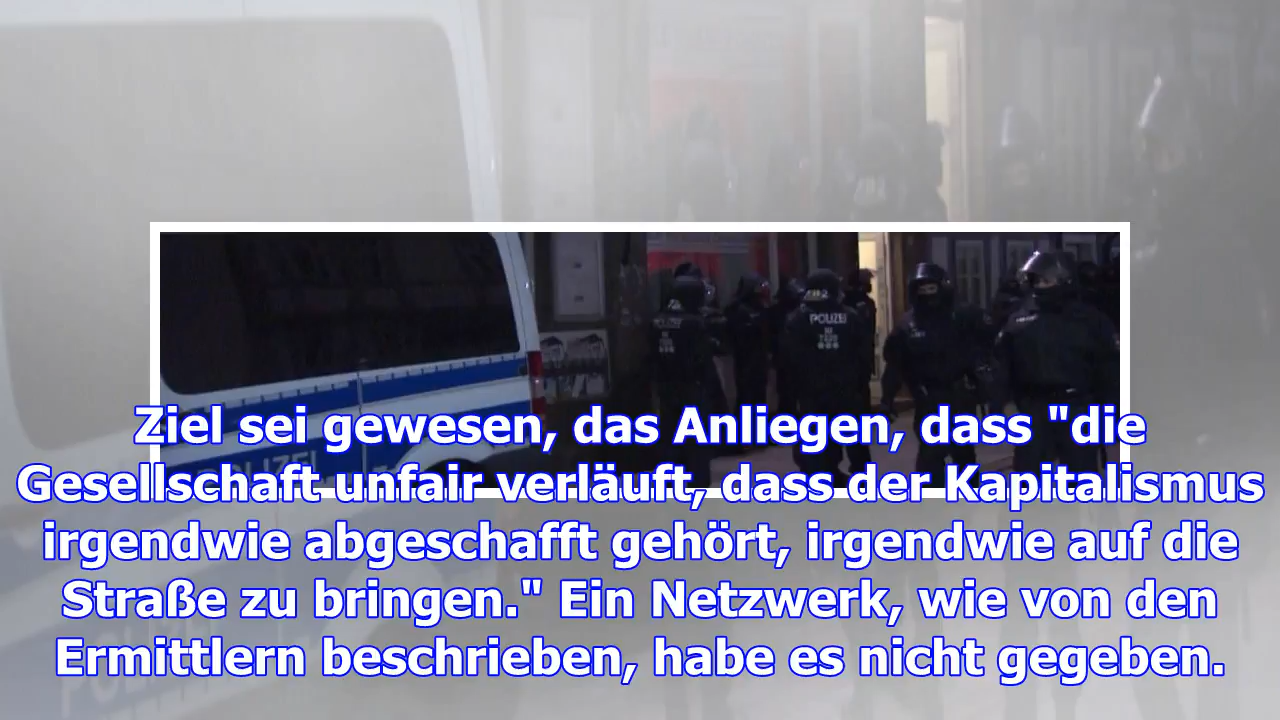 POLIZEI
Ziel sei gewesen, das Anliegen, dass "die
Gesellschaft unfair verläuft, dass der Kapitalismus
irgendwie abgeschafft gehört, irgendwie auf die
Straße zu bringen." Ein Netzwerk, wie von den
Ermittlern beschrieben, habe es nicht gegeben.